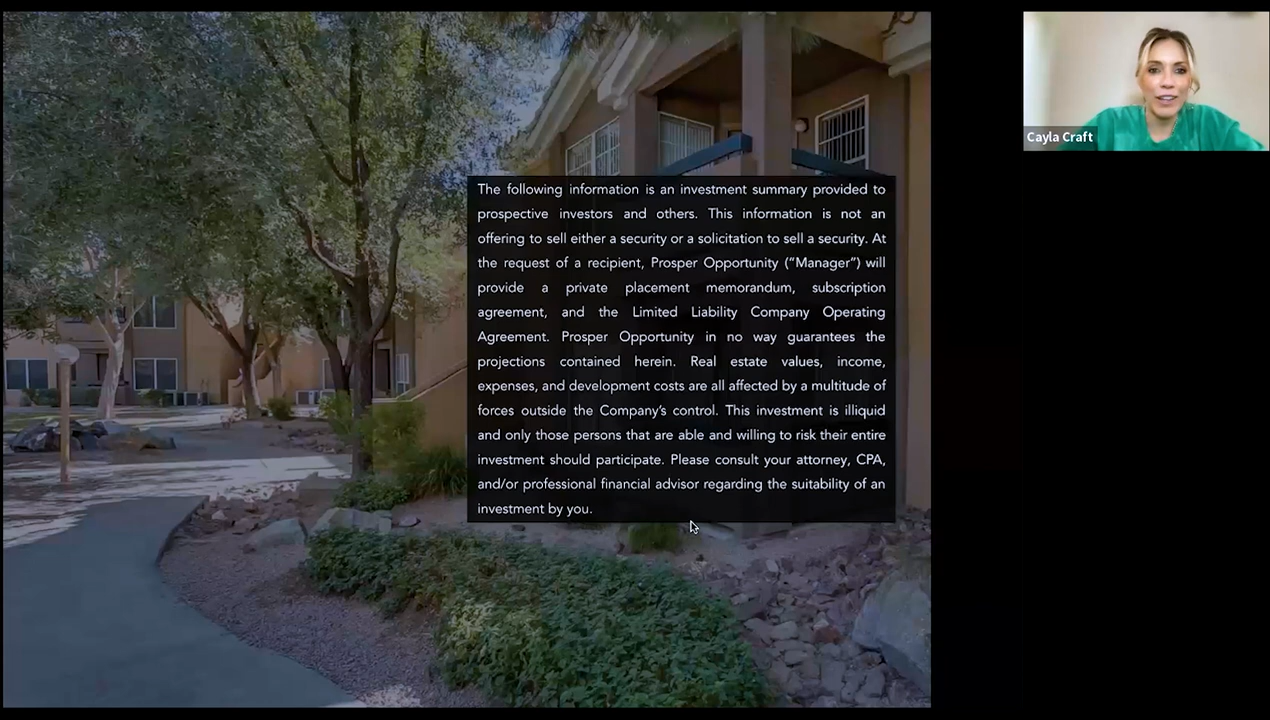 The following information is an investment summary provided to
prospective investors and others. This information is not an
offering to sell either a security or a solicitation to sell a security. At
the request of a recipient, Prosper Opportunity (“Manager”) will
provide a private placement memorandum, subscription
agreement, and the Limited Liability Company Operating
Agreement. Prosper Opportunity in no way guarantees the
projections contained herein. Real estate values, income,
expenses, and development costs are all affected by a multitude of
forces outside the Company’s control. This investment is illiquid
and only those persons that are able and willing to risk their entire
investment should participate. Please consult your attorney, CPA,
and/or professional financial advisor regarding the suitability of an
investment by you.
Cayla Craft